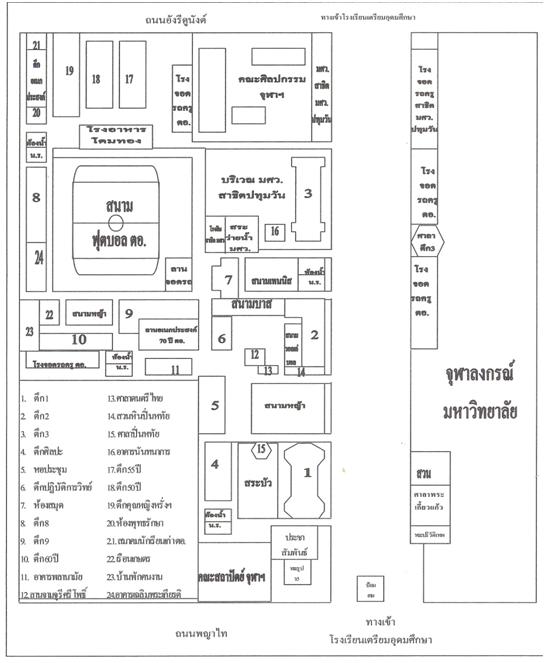 ถนนอังรีดูนังต์
ทางเข้าโรงเรียนเตรียมอุดมศึกษา
21
ตึก
อเนก
ประสงค์
20
19
18
17
โรง
จอด
รถครู
ตอ.
คณะศิลปกรรม
จุฬาฯ
มศว.
สาธิต
มศว.
ปทุมวัน
โรง
จอด
รถครู
สาธิต
มศว.
ปทุมวัน
โรงอาหาร
โดมทอง
ห้องน้ำ
น.ร.
8
24
สนาม
ฟุตบอล ตอ.
ลาน
จอดรถ
บริเวณ มศว.
สาธิตปทุมวัน
3
สระ
ว่ายน้ำ
มศว.
16
โรง
จอด
รถครู
ตอ.
ศาลา
ตึก3
โรง
จอด
รถครู
ตอ.
7
สนามเทนนิส
ห้องน้ำ
น.ร.
23
22
สนามหญ้า
9
ลานอเนกประสงค์
70 ปี ตอ.
10
โรงจอดรถครู ตอ.
ห้องน้ำ
น.ร.
11
สนามบาส
6
12
13
สนาม
วอลเลย์
บอล
14
2
5
สนามหญ้า
จุฬาลงกรณ์
มหาวิทยาลัย
4
15
สระบัว
1
ห้องน้ำ
น.ร.
สวน
ศาลาพระ
เกี้ยวแก้ว
คณะสถาปัตย์ จุฬาฯ
ประชา
สัมพันธ์
ป้อม
ยาม
1. ตึก1
2. ตึก2
3. ตึก3
4. ตึกศิลปะ
5. หอประชุม
6. ตึกปฏิบัติการวิทย์
7. ห้องสมุด
8. ตึก8
9. ตึก9
10. ตึก60ปี
11. อาคารพลานามัย
12. ลานจามจุรีศรีโพธิ์
13. ศาลาดนตรีไทย
14. สวนหินปิ่นหทัย
15. ศาลปิ่นหทัย
16. อาคารนันทนาการ
17. ตึก55ปี
18. ตึก50ปี
19. ตึกคุณหญิงหรั่งฯ
20. ห้องพุทธรักษา
21. สมาคมนักเรียนเก่า ตอ.
22. เรือนเกษตร
23. บ้านพักคนงาน
24. อาคารเฉลิมพระเกียรติ
ถนนพญาไท
ทางเข้า
โรงเรียนเตรียมอุดมศึกษา